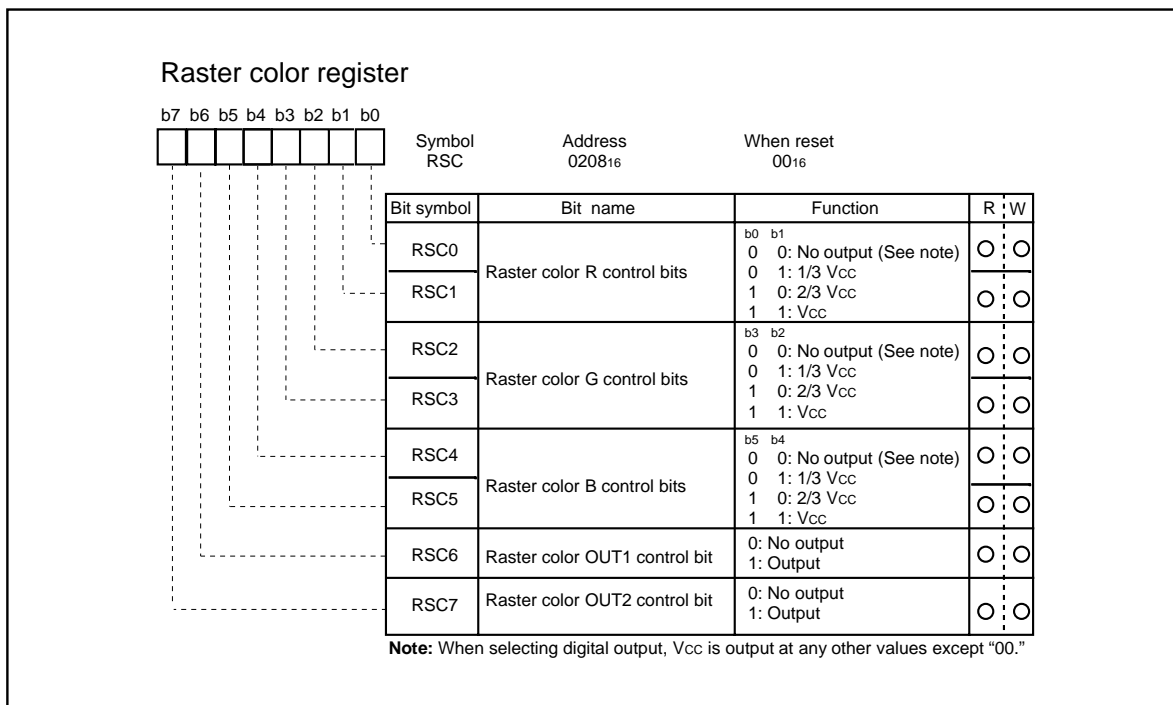 Raster color register
b7 b6 b5 b4 b3 b2 b1 b0
Symbol Address When reset
RSC 020816 0016
Bit symbol Bit name Function R W
RSC0
RSC1
Raster color R control bits
b0 b1
0 0: No output (See note)
0 1: 1/3 VCC
1 0: 2/3 VCC
1 1: VCC
RSC2
RSC3
Raster color G control bits
b3 b2
0 0: No output (See note)
0 1: 1/3 VCC
1 0: 2/3 VCC
1 1: VCC
RSC4
RSC5
Raster color B control bits
b5 b4
0 0: No output (See note)
0 1: 1/3 VCC
1 0: 2/3 VCC
1 1: VCC
RSC6
Raster color OUT1 control bit
0: No output
1: Output
RSC7
Raster color OUT2 control bit
0: No output
1: Output
Note: When selecting digital output, VCC is output at any other values except “00.”